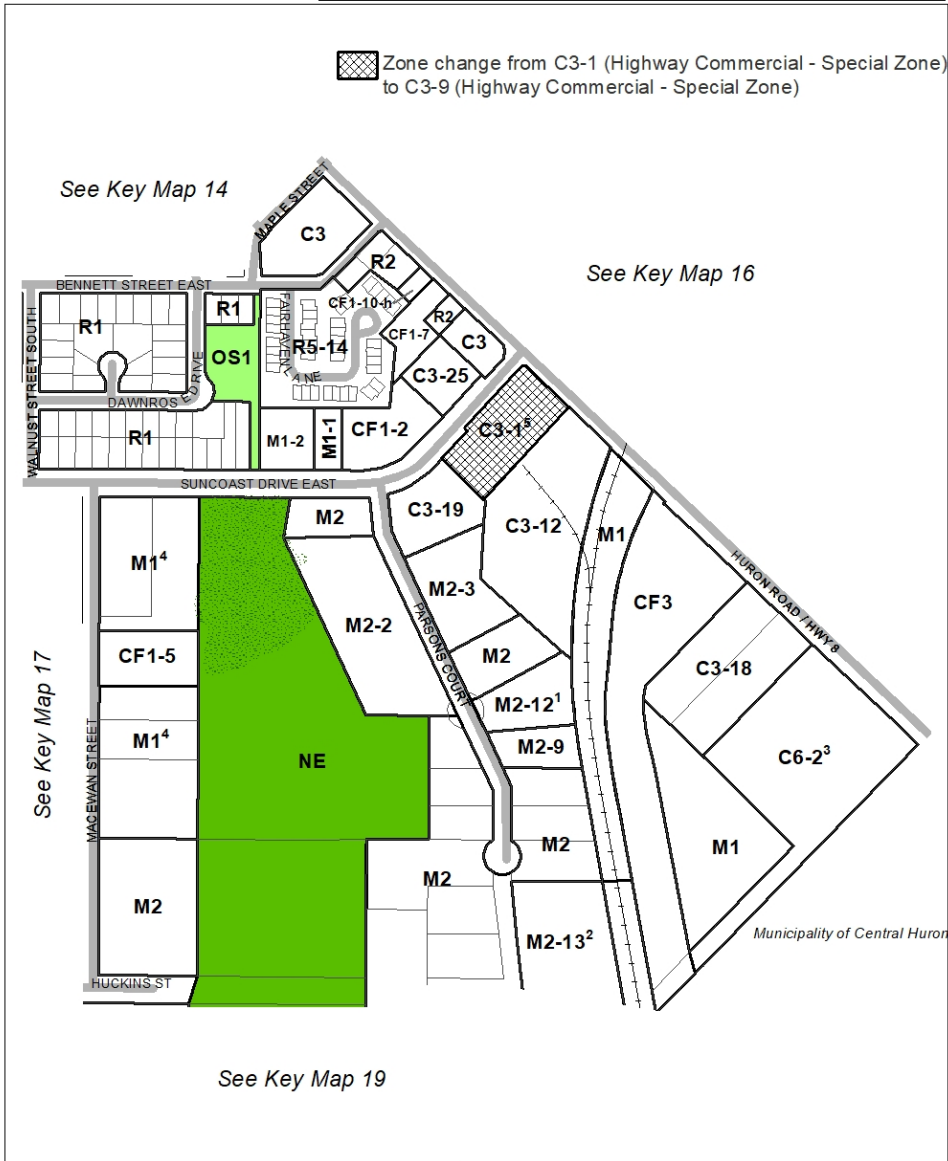 Zone change from C3-1 (Highway Commercial - Special Zone)
to C3-9 (Highway Commercial - Special Zone)
See Key Map 14
MAPLE STREET
C3
See Key Map 16
R2
BENNETT STREET EAST
R1
R1
FAIRHAVEN LANE
CF1-10-h
R5-14
CF1-7
R2
C3
WALNUST STREET SOUTH
OS1
C3-25
DAWNROSED DRIVE
R1
M1-2
M1-1
CF1-2
C3-1⁵
SUNCOAST DRIVE EAST
M2
C3-19
C3-12
M1
M1⁴
M2-3
CF3
HURON ROAD / HWY 8
M2-2
PARSONS COURT
CF1-5
M2
C3-18
M2-12¹
See Key Map 17
MACEWAN STREET
M1⁴
M2-9
NE
C6-2³
M2
M1
M2
M2
M2-13²
Municipality of Central Huron
HUCKINS ST
See Key Map 19